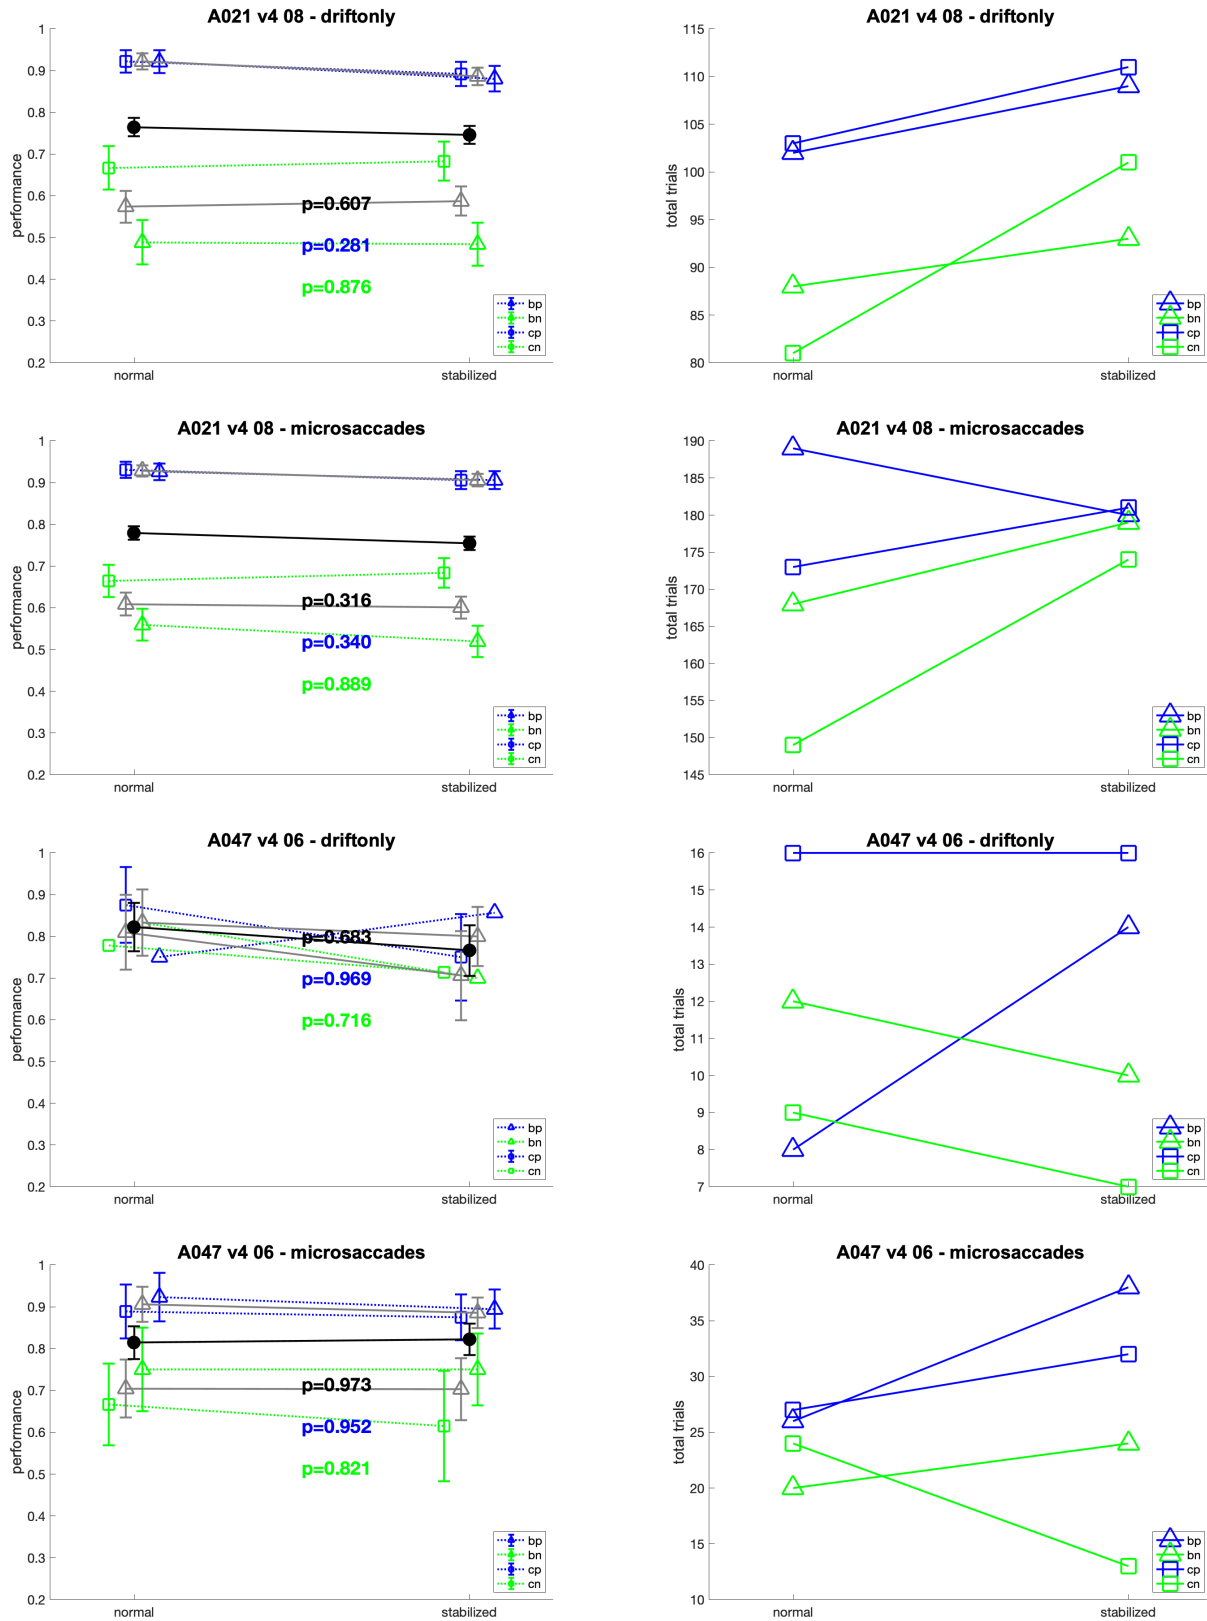 A021 v4 08 - driftonly
1
0.9
0.8
0.7
0.6
0.5
0.4
0.3
0.2
performance
p=0.607
p=0.281
p=0.876
bp
bn
cp
cn
normal
stabilized
A021 v4 08 - driftonly
115
110
105
100
95
90
85
80
total trials
bp
bn
cp
cn
normal
stabilized
A021 v4 08 - microsaccades
1
0.9
0.8
0.7
0.6
0.5
0.4
0.3
0.2
performance
p=0.316
p=0.340
p=0.889
bp
bn
cp
cn
normal
stabilized
A021 v4 08 - microsaccades
190
185
180
175
170
165
160
155
150
145
total trials
bp
bn
cp
cn
normal
stabilized
A047 v4 06 - driftonly
1
0.9
0.8
0.7
0.6
0.5
0.4
0.3
0.2
performance
p=0.683
p=0.969
p=0.716
bp
bn
cp
cn
normal
stabilized
A047 v4 06 - driftonly
16
15
14
13
12
11
10
9
8
7
total trials
bp
bn
cp
cn
normal
stabilized
A047 v4 06 - microsaccades
1
0.9
0.8
0.7
0.6
0.5
0.4
0.3
0.2
performance
p=0.973
p=0.952
p=0.821
bp
bn
cp
cn
normal
stabilized
A047 v4 06 - microsaccades
40
35
30
25
20
15
10
total trials
bp
bn
cp
cn
normal
stabilized